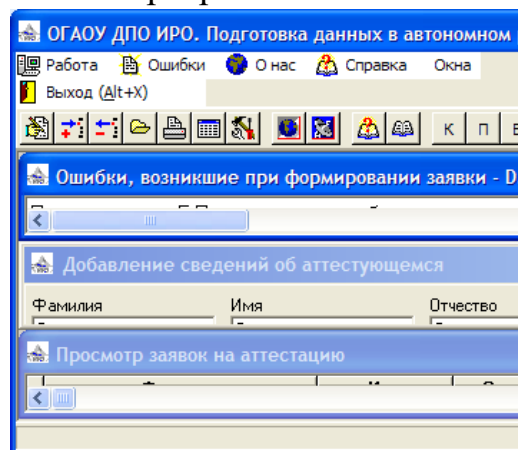 ОГАОУ ДПО ИРО. Подготовка данных в автономном
Работа Ошибки О нас Справка Окна
Выход (Alt+X)
К П
Ошибки, возникшие при формировании заявки - D
Добавление сведений об аттестующемся
Фамилия Имя Отчество
Просмотр заявок на аттестацию